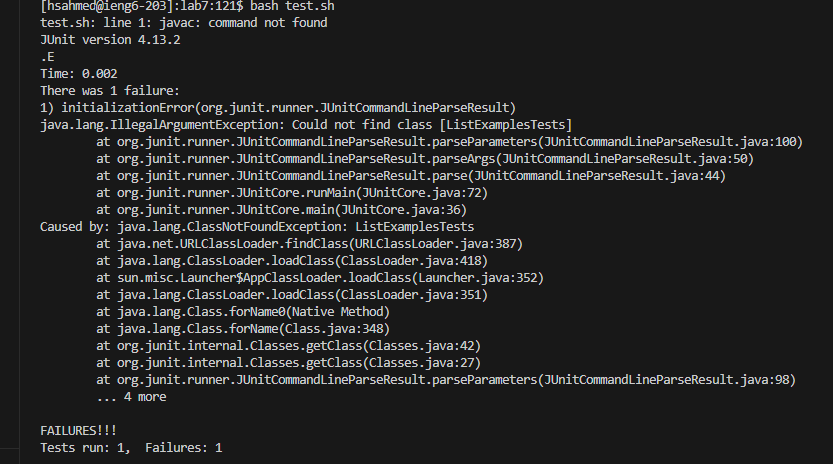 [hsahmed@ieng6-203]:lab7:121$ bash test.sh
test.sh: line 1: javac: command not found
JUnit version 4.13.2
.E
Time: 0.002
There was 1 failure:
1) initializationError(org.junit.runner.JUnitCommandLineParseResult)
java.lang.IllegalArgumentException: Could not find class [ListExamplesTests]
        at org.junit.runner.JUnitCommandLineParseResult.parseParameters(JUnitCommandLineParseResult.java:100)
        at org.junit.runner.JUnitCommandLineParseResult.parseArgs(JUnitCommandLineParseResult.java:50)
        at org.junit.runner.JUnitCommandLineParseResult.parse(JUnitCommandLineParseResult.java:44)
        at org.junit.runner.JUnitCore.runMain(JUnitCore.java:72)
        at org.junit.runner.JUnitCore.main(JUnitCore.java:36)
Caused by: java.lang.ClassNotFoundException: ListExamplesTests
        at java.net.URLClassLoader.findClass(URLClassLoader.java:387)
        at java.lang.ClassLoader.loadClass(ClassLoader.java:418)
        at sun.misc.Launcher$AppClassLoader.loadClass(Launcher.java:352)
        at java.lang.ClassLoader.loadClass(ClassLoader.java:351)
        at java.lang.Class.forName0(Native Method)
        at java.lang.Class.forName(Class.java:348)
        at org.junit.internal.Classes.getClass(Classes.java:42)
        at org.junit.internal.Classes.getClass(Classes.java:27)
        at org.junit.runner.JUnitCommandLineParseResult.parseParameters(JUnitCommandLineParseResult.java:98)
        ... 4 more

FAILURES!!!
Tests run: 1,  Failures: 1